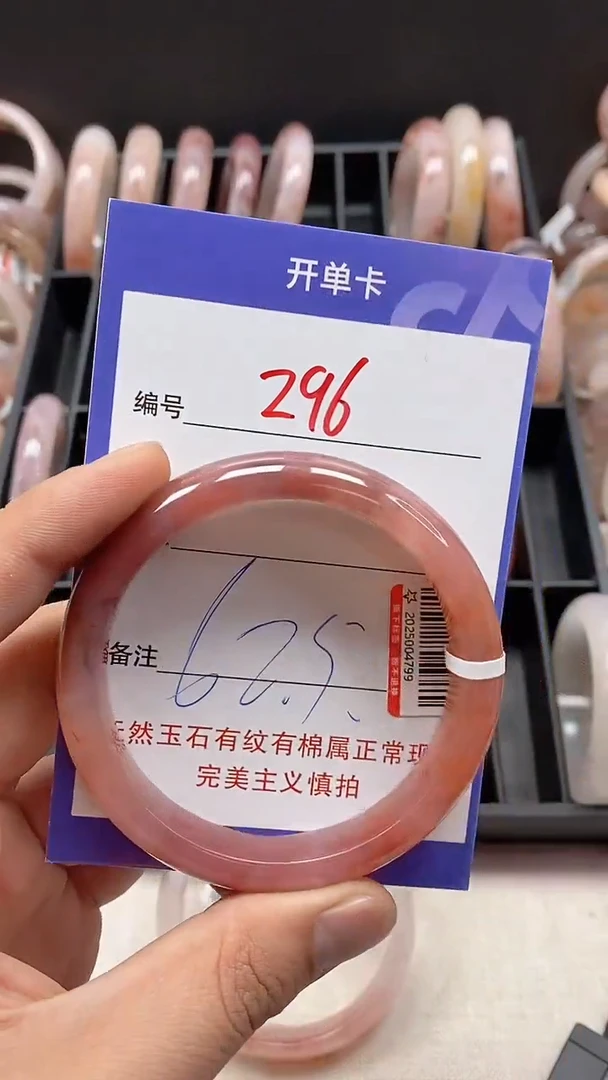 开单卡
编号 296
备注 62.5.
天然玉石有纹有棉属正常现
完美主义慎拍
2025004799